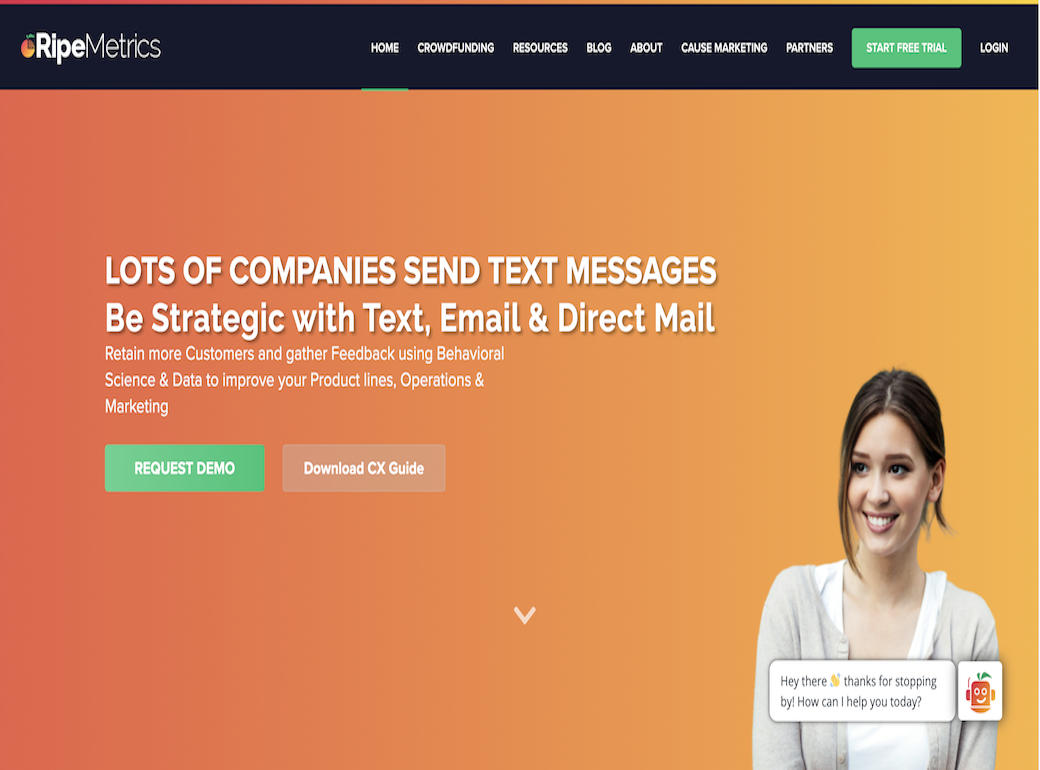 RipeMetrics
HOME CROWDFUNDING RESOURCES BLOG ABOUT CAUSE MARKETING PARTNERS START FREE TRIAL LOGIN
LOTS OF COMPANIES SEND TEXT MESSAGES
Be Strategic with Text, Email & Direct Mail
Retain more Customers and gather Feedback using Behavioral
Science & Data to improve your Product lines, Operations &
Marketing
REQUEST DEMO Download CX Guide
Hey there 👋 thanks for stopping
by! How can I help you today?